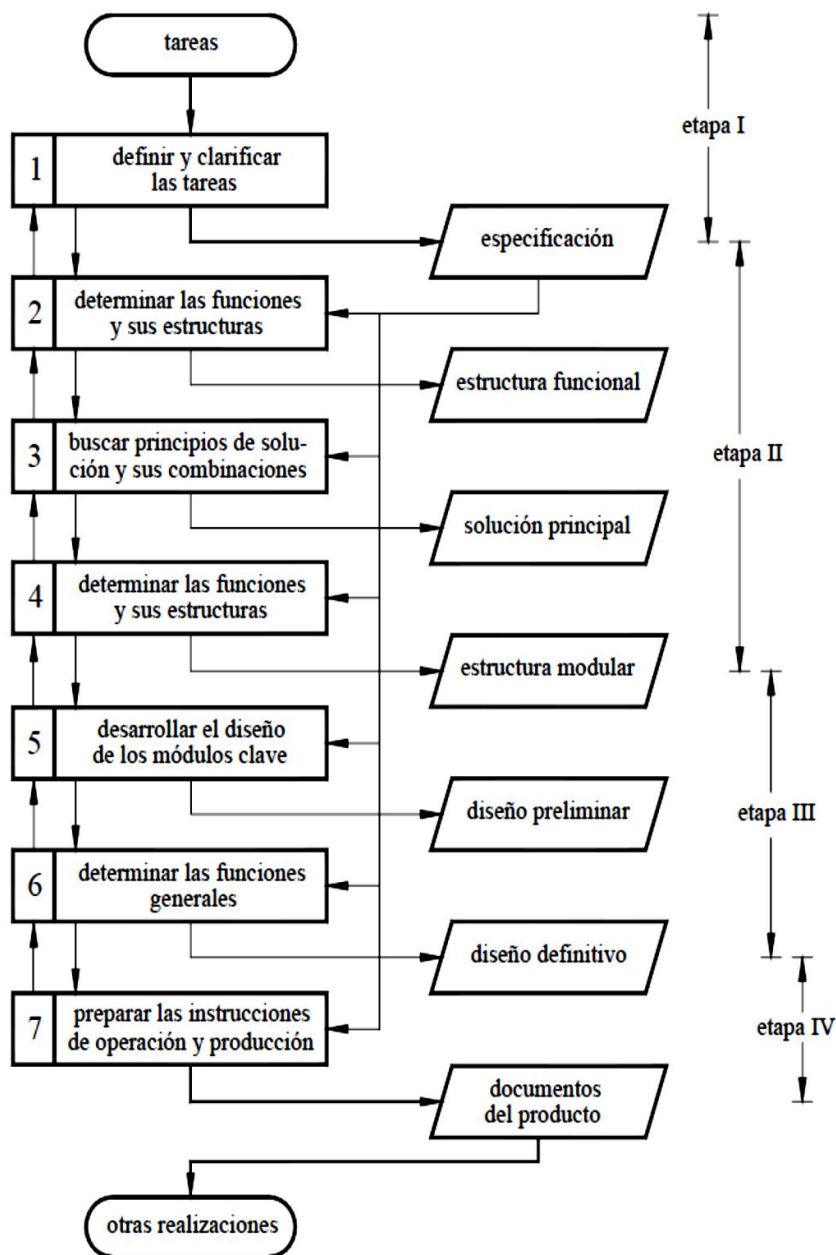 tareas
etapa I
1
definir y clarificar
las tareas
especificación
2
determinar las funciones
y sus estructuras
estructura funcional
etapa II
3
buscar principios de solu-
ción y sus combinaciones
solución principal
4
determinar las funciones
y sus estructuras
estructura modular
5
desarrollar el diseño
de los módulos clave
diseño preliminar
etapa III
6
determinar las funciones
generales
diseño definitivo
7
preparar las instrucciones
de operación y producción
etapa IV
documentos
del producto
otras realizaciones